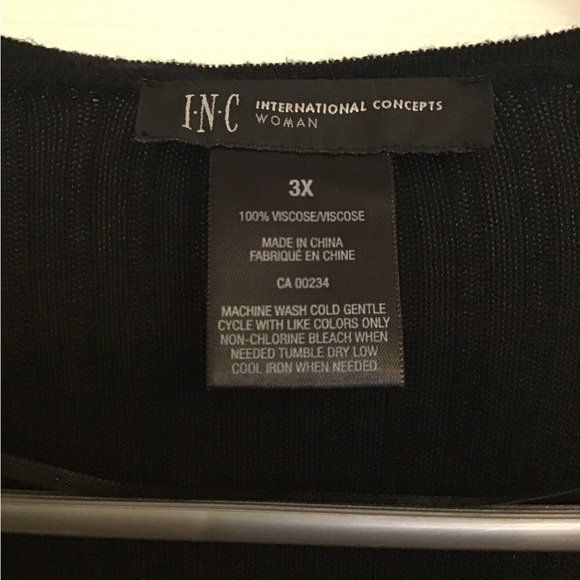 I·N·C INTERNATIONAL CONCEPTS
WOMAN
3X
100% VISCOSE/VISCOSE
MADE IN CHINA
FABRIQUÉ EN CHINE
CA 00234
MACHINE WASH COLD GENTLE
CYCLE WITH LIKE COLORS ONLY
NON-CHLORINE BLEACH WHEN
NEEDED TUMBLE DRY LOW
COOL IRON WHEN NEEDED